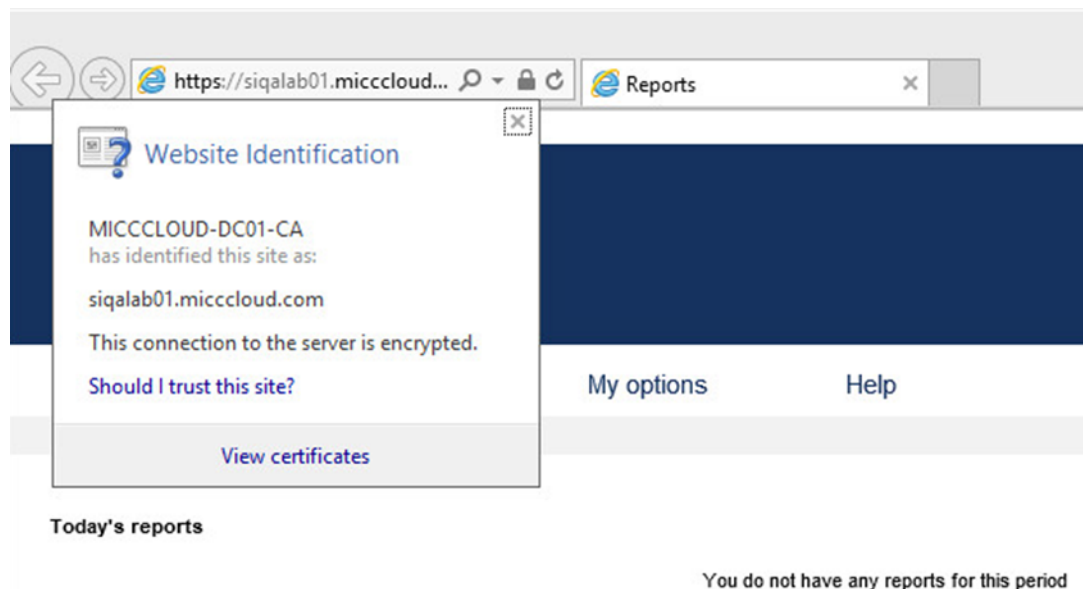 https://siqalab01.micccloud...
Reports
Website Identification
MICCCLOUD-DC01-CA
has identified this site as:
siqalab01.micccloud.com
This connection to the server is encrypted.
Should I trust this site?
View certificates
My options
Help
Today's reports
You do not have any reports for this period